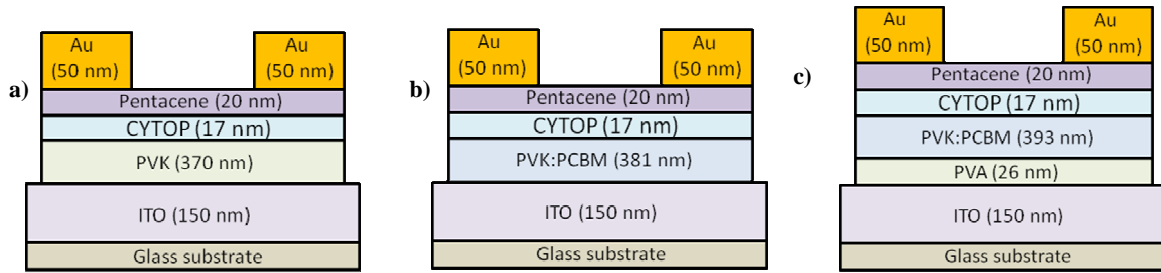 a)
Au
(50 nm)
Au
(50 nm)
Pentacene (20 nm)
CYTOP (17 nm)
PVK (370 nm)
ITO (150 nm)
Glass substrate
b)
Au
(50 nm)
Au
(50 nm)
Pentacene (20 nm)
CYTOP (17 nm)
PVK:PCBM (381 nm)
ITO (150 nm)
Glass substrate
c)
Au
(50 nm)
Au
(50 nm)
Pentacene (20 nm)
CYTOP (17 nm)
PVK:PCBM (393 nm)
PVA (26 nm)
ITO (150 nm)
Glass substrate